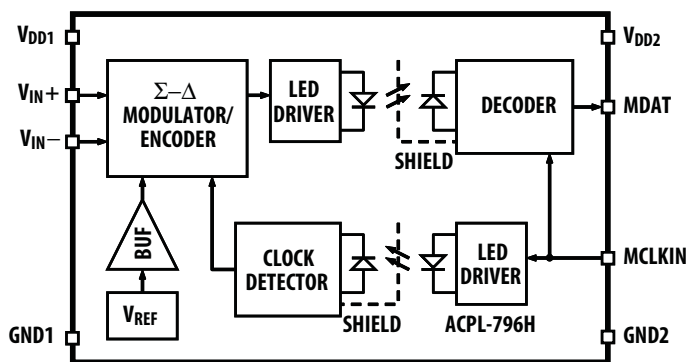 VDD1
VDD2
VIN+
VIN−
Σ−Δ
MODULATOR/
ENCODER
LED
DRIVER
SHIELD
DECODER
MDAT
BUF
VREF
CLOCK
DETECTOR
SHIELD
LED
DRIVER
ACPL-796H
MCLKIN
GND1
GND2